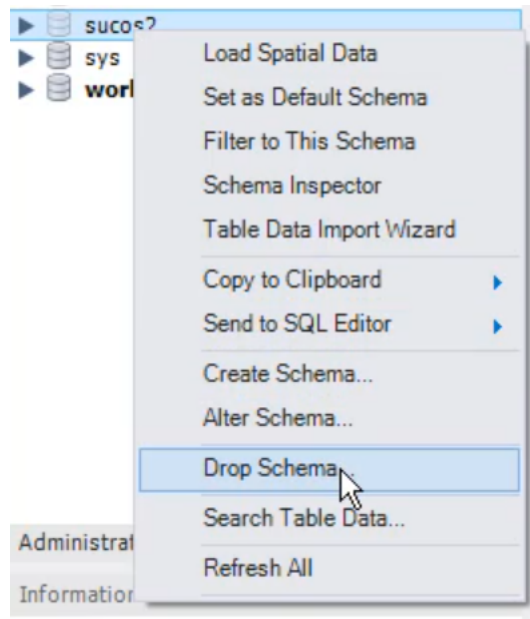 sucos2
sys
worl
Load Spatial Data
Set as Default Schema
Filter to This Schema
Schema Inspector
Table Data Import Wizard
Copy to Clipboard
Send to SQL Editor
Create Schema...
Alter Schema...
Drop Schema...
Search Table Data...
Refresh All
Administrat
Information